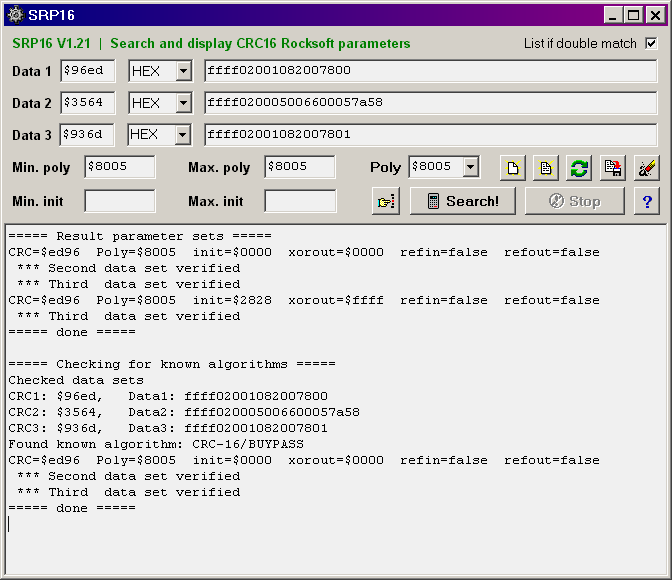 SRP16
SRP16 V1.21 | Search and display CRC16 Rocksoft parameters List if double match
Data 1 $96ed HEX ffff02001082007800
Data 2 $3564 HEX ffff020005006600057a58
Data 3 $936d HEX ffff02001082007801
Min. poly $8005 Max. poly $8005 Poly $8005
Min. init Max. init Search! Stop ?
===== Result parameter sets =====
CRC=$ed96 Poly=$8005 init=$0000 xorout=$0000 refin=false refout=false
*** Second data set verified
*** Third data set verified
CRC=$ed96 Poly=$8005 init=$2828 xorout=$ffff refin=false refout=false
*** Third data set verified
===== done =====
===== Checking for known algorithms =====
Checked data sets
CRC1: $96ed, Data1: ffff02001082007800
CRC2: $3564, Data2: ffff020005006600057a58
CRC3: $936d, Data3: ffff02001082007801
Found known algorithm: CRC-16/BUYPASS
CRC=$ed96 Poly=$8005 init=$0000 xorout=$0000 refin=false refout=false
*** Second data set verified
*** Third data set verified
===== done =====